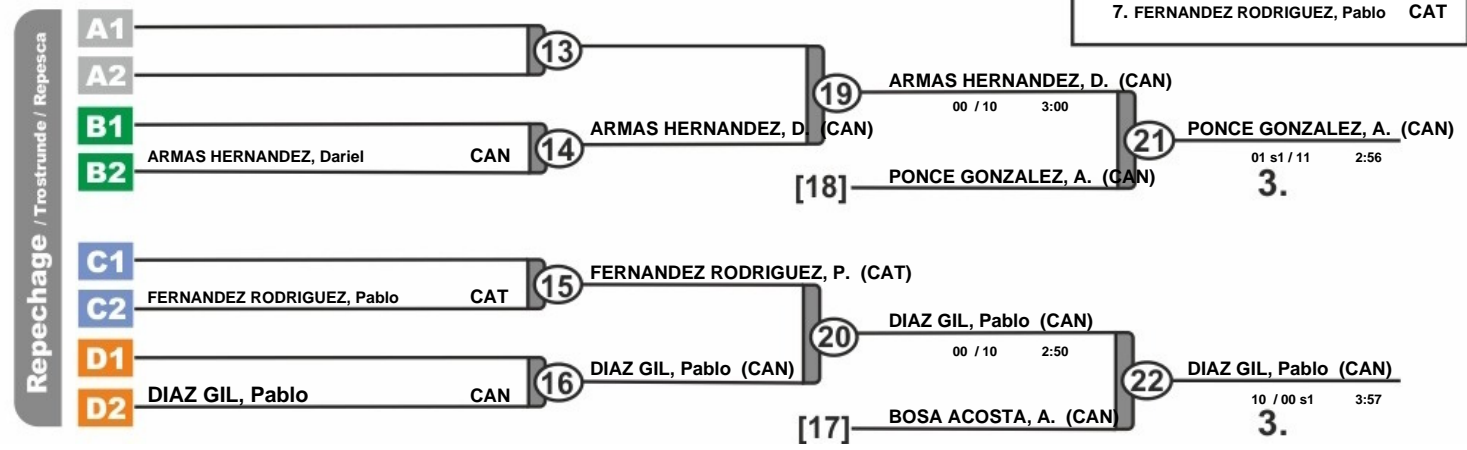 7. FERNANDEZ RODRIGUEZ, Pablo CAT
Repechage / Trostrunde / Repesca
A1
13
A2
19
ARMAS HERNANDEZ, D. (CAN)
00 / 10 3:00
B1
ARMAS HERNANDEZ, Dariel CAN
14
ARMAS HERNANDEZ, D. (CAN)
B2
21
PONCE GONZALEZ, A. (CAN)
01 s1 / 11 2:56
3.
[18]
PONCE GONZALEZ, A. (CAN)
C1
FERNANDEZ RODRIGUEZ, Pablo CAT
15
FERNANDEZ RODRIGUEZ, P. (CAT)
C2
20
DIAZ GIL, Pablo (CAN)
00 / 10 2:50
D1
DIAZ GIL, Pablo CAN
16
DIAZ GIL, Pablo (CAN)
D2
22
DIAZ GIL, Pablo (CAN)
10 / 00 s1 3:57
3.
[17]
BOSA ACOSTA, A. (CAN)